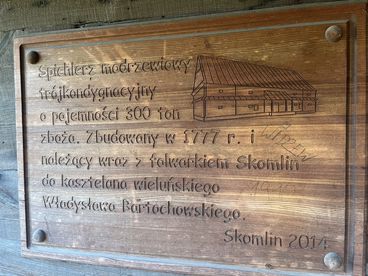 Spichlerz modrzewiowy
trójkondygnacyjny
o pojemności 300 ton
zboża. Zbudowany w 1777 r. i
należący wraz z folwarkiem Skomlin
do kasztelana wieluńskiego
Władysława Bartochowskiego.
Skomlin 2014